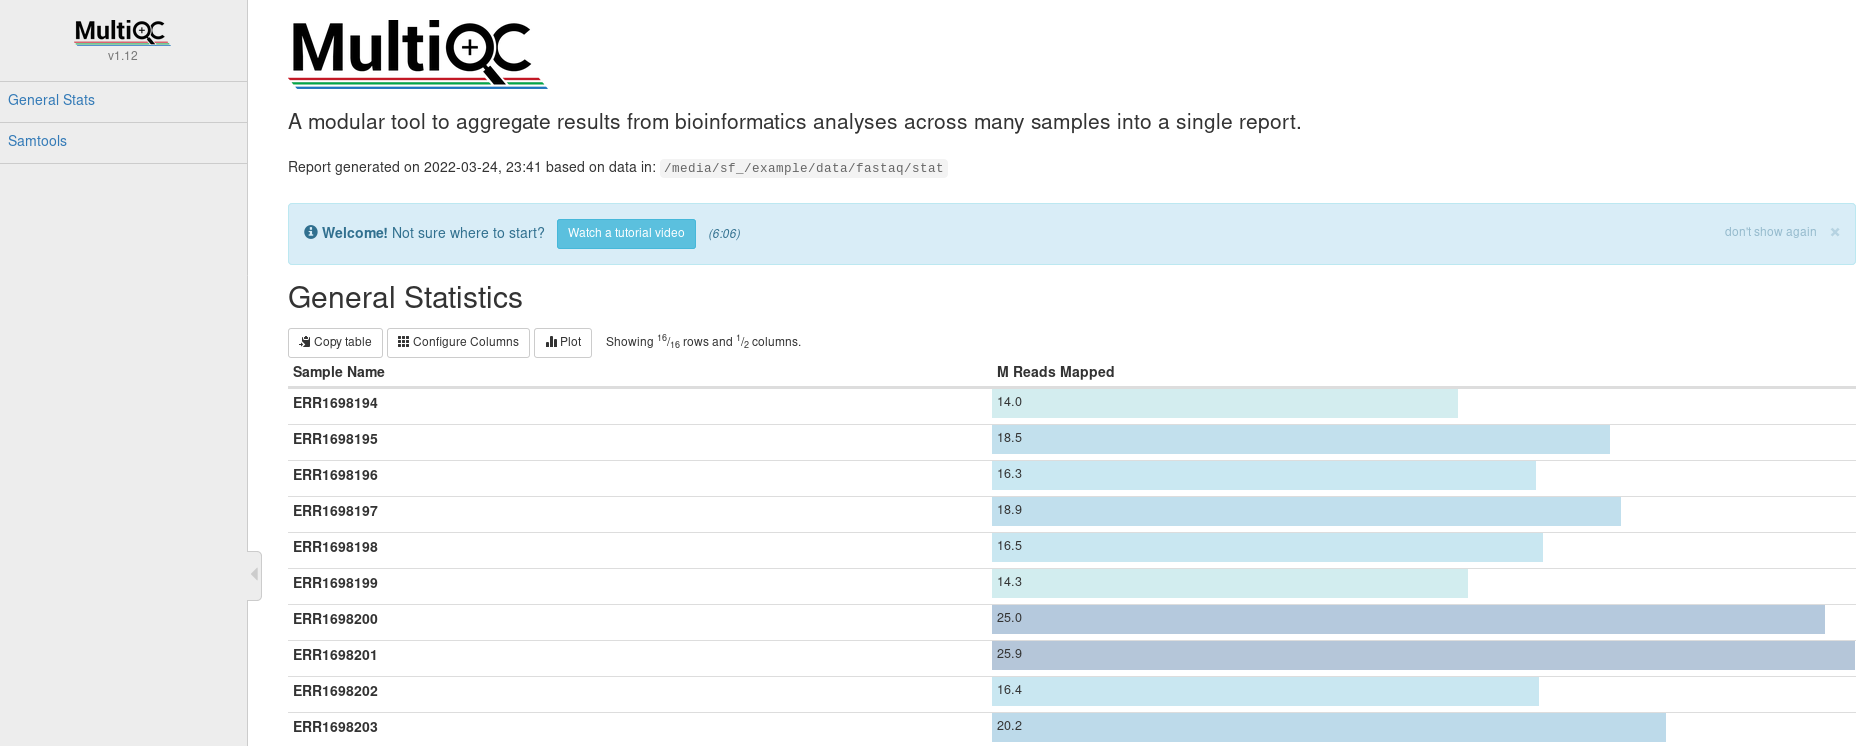 MultiQC
v1.12
General Stats
Samtools
MultiQC
A modular tool to aggregate results from bioinformatics analyses across many samples into a single report.
Report generated on 2022-03-24, 23:41 based on data in: /media/sf_/example/data/fastaq/stat
Welcome! Not sure where to start? Watch a tutorial video (6:06) don't show again ×
General Statistics
Copy table Configure Columns Plot Showing 16/16 rows and 1/2 columns.
Sample Name M Reads Mapped
ERR1698194 14.0
ERR1698195 18.5
ERR1698196 16.3
ERR1698197 18.9
ERR1698198 16.5
ERR1698199 14.3
ERR1698200 25.0
ERR1698201 25.9
ERR1698202 16.4
ERR1698203 20.2